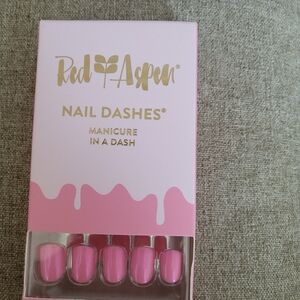 Red Aspen®
NAIL DASHES®
MANICURE
IN A DASH